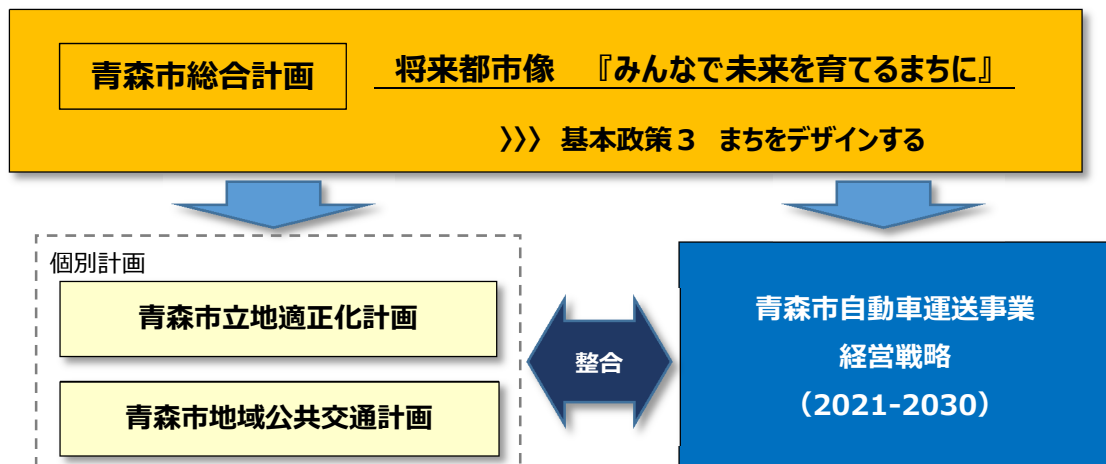 青森市総合計画
将来都市像　『みんなで未来を育てるまちに』
〉〉〉 基本政策３　まちをデザインする
個別計画
青森市立地適正化計画
青森市地域公共交通計画
整合
青森市自動車運送事業
経営戦略
（2021-2030）